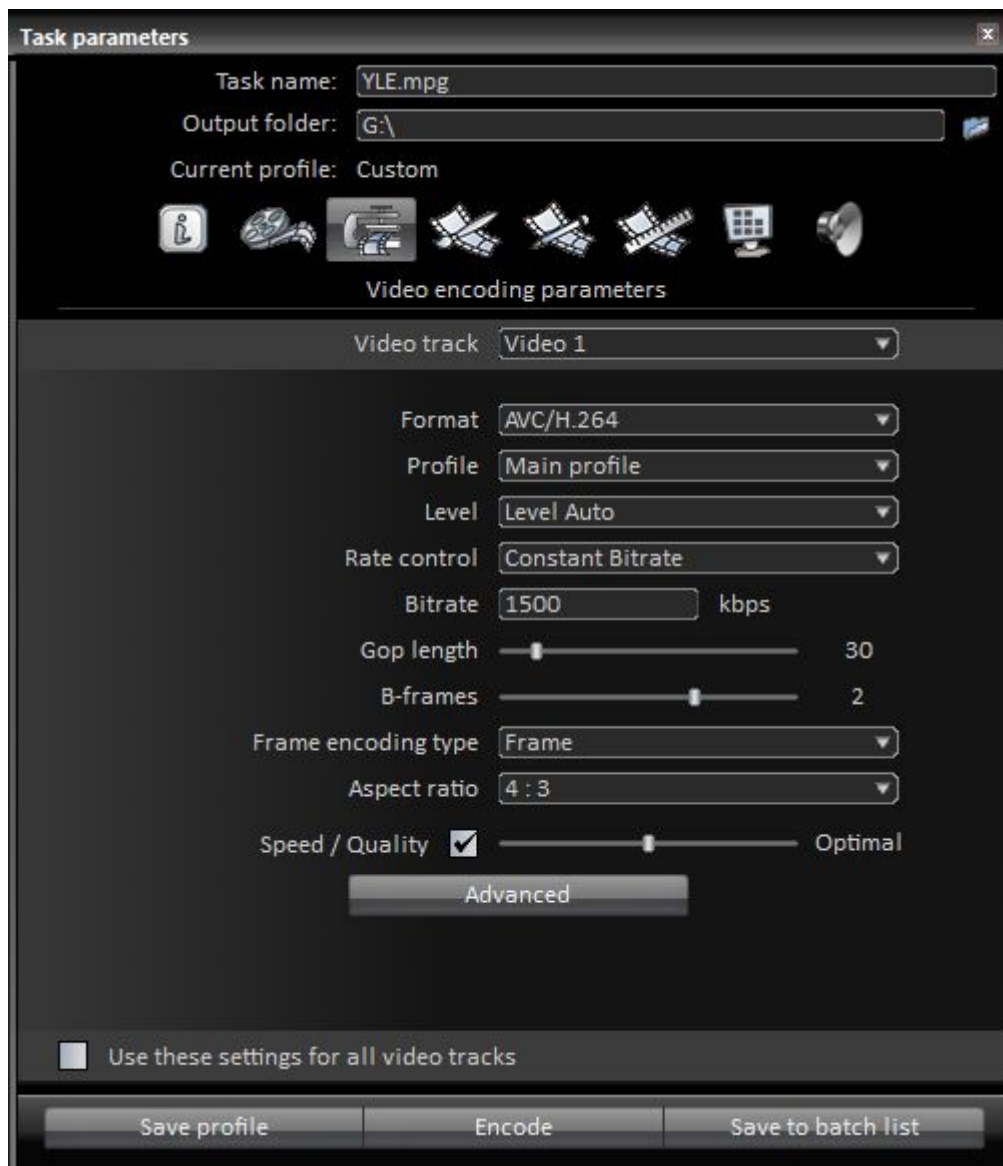 Task parameters
Task name: YLE.mpg
Output folder: G:\
Current profile: Custom
Video encoding parameters
Video track Video 1
Format AVC/H.264
Profile Main profile
Level Level Auto
Rate control Constant Bitrate
Bitrate 1500 kbps
Gop length 30
B-frames 2
Frame encoding type Frame
Aspect ratio 4 : 3
Speed / Quality Optimal
Advanced
Use these settings for all video tracks
Save profile Encode Save to batch list